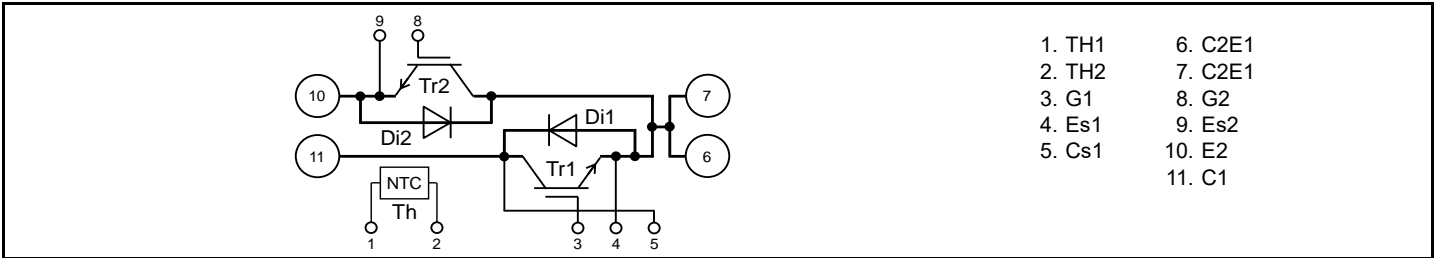 9 8
Tr2
10
7
Di2
Di1
11
Tr1
6
NTC
Th
1 2 3 4 5
1. TH1 6. C2E1
2. TH2 7. C2E1
3. G1 8. G2
4. Es1 9. Es2
5. Cs1 10. E2
11. C1